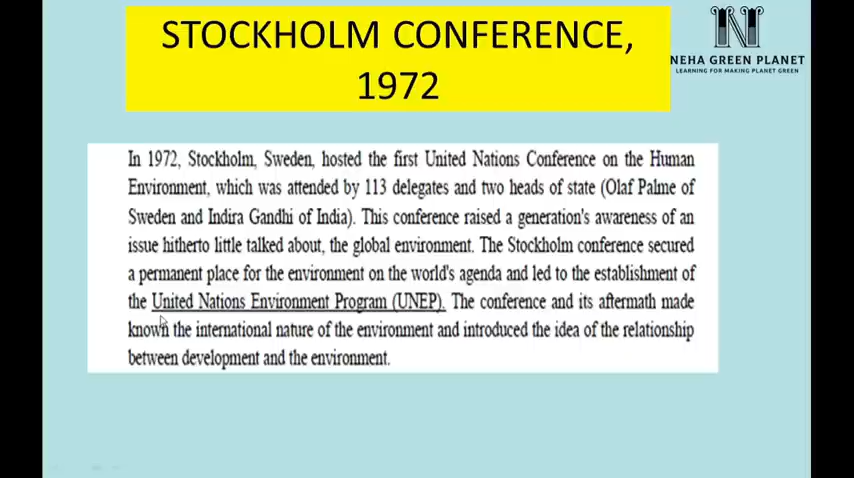 STOCKHOLM CONFERENCE,
1972
NEHA GREEN PLANET
LEARNING FOR MAKING PLANET GREEN
In 1972, Stockholm, Sweden, hosted the first United Nations Conference on the Human
Environment, which was attended by 113 delegates and two heads of state (Olaf Palme of
Sweden and Indira Gandhi of India). This conference raised a generation's awareness of an
issue hitherto little talked about, the global environment. The Stockholm conference secured
a permanent place for the environment on the world's agenda and led to the establishment of
the United Nations Environment Program (UNEP). The conference and its aftermath made
known the international nature of the environment and introduced the idea of the relationship
between development and the environment.